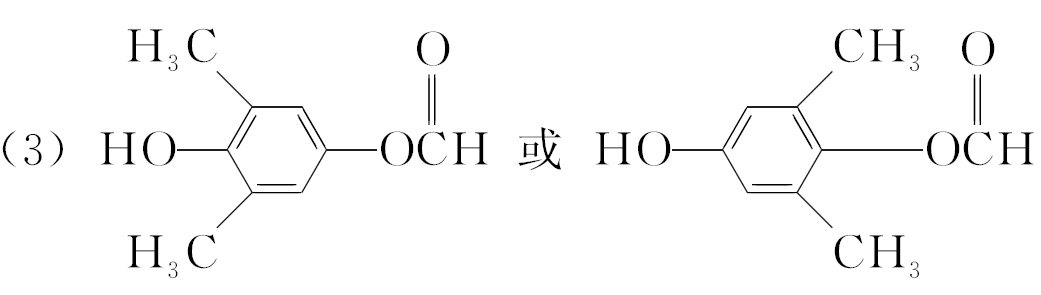 H₃C O CH₃ O
(3) HO OCH 或 HO OCH
H₃C CH₃